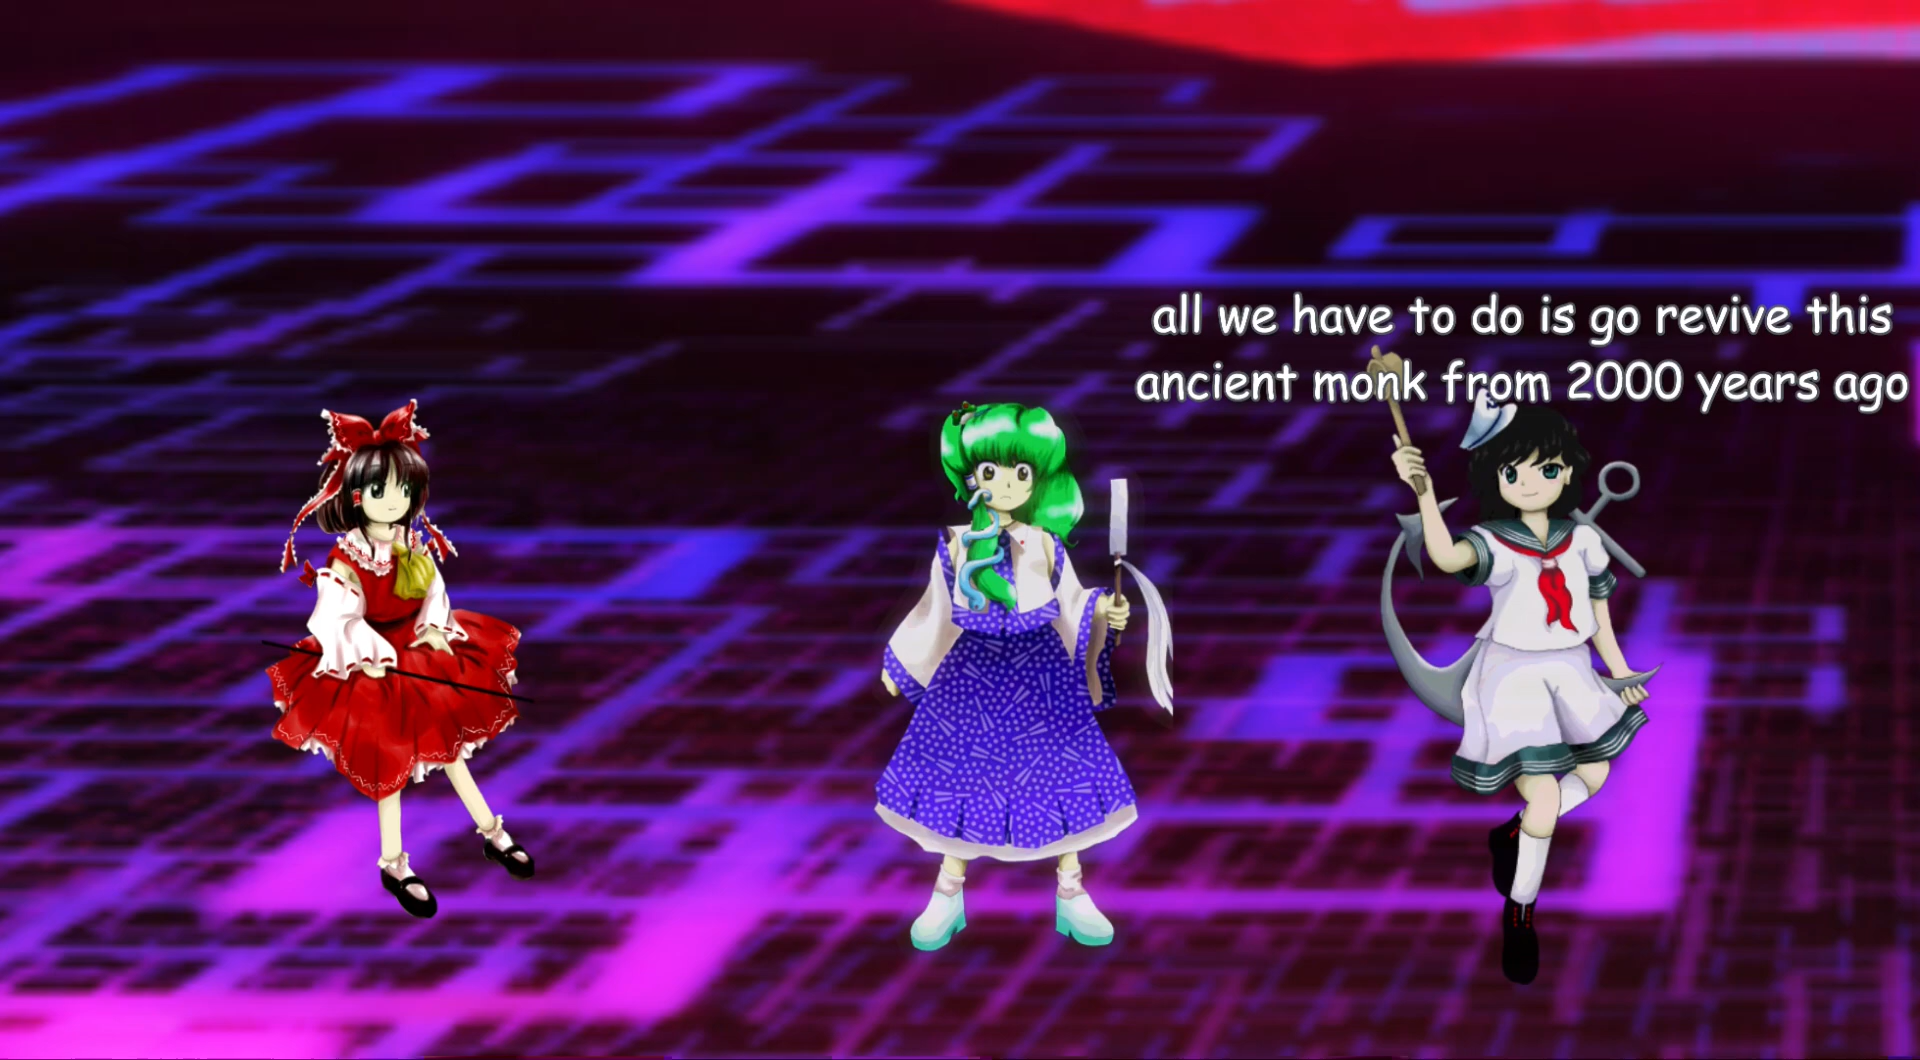 all we have to do is go revive this
ancient monk from 2000 years ago